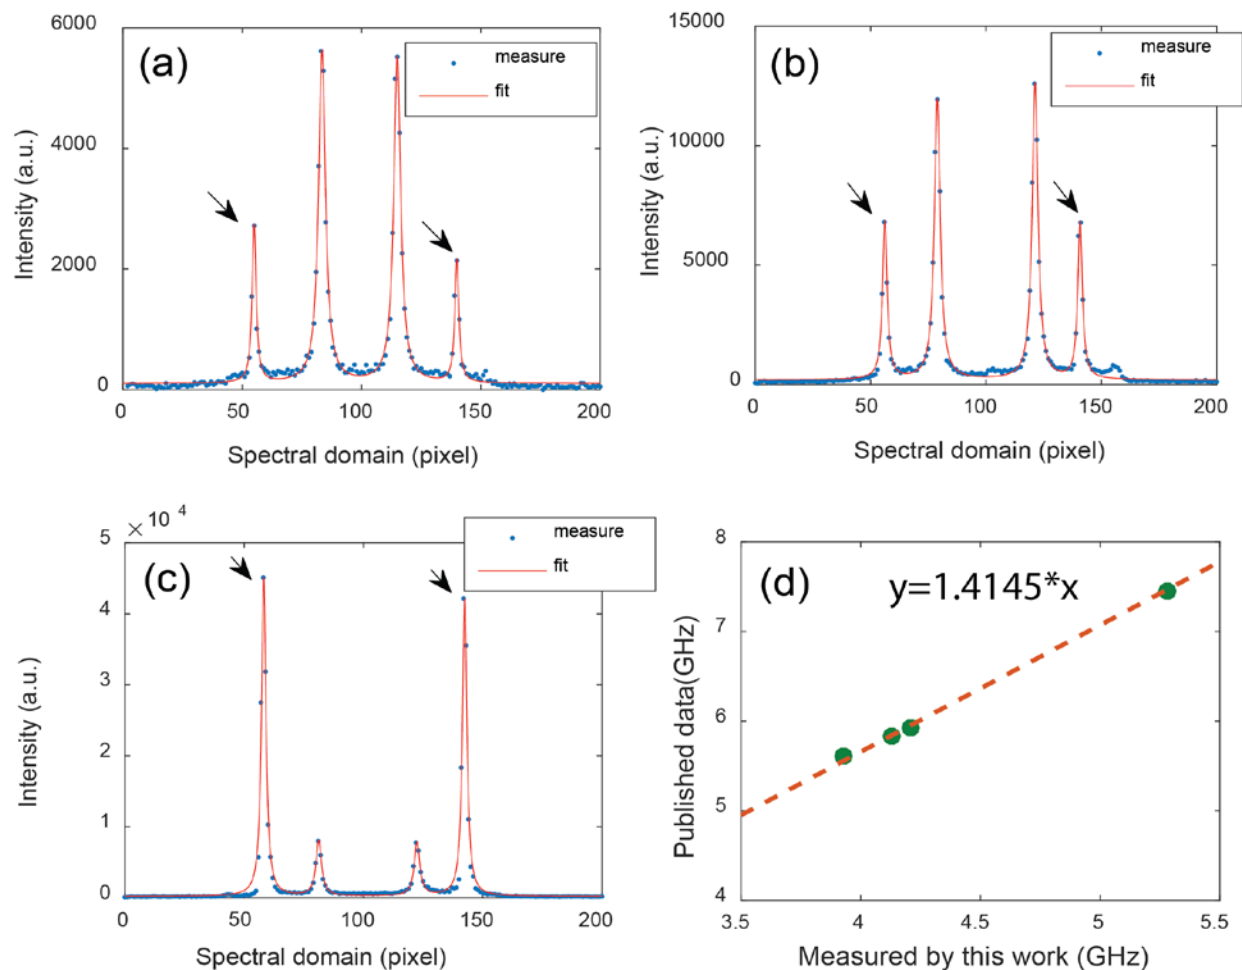 (a)
measure
fit
6000
4000
2000
0
0 50 100 150 200
Intensity (a.u.)
Spectral domain (pixel)
(b)
measure
fit
15000
10000
5000
0
0 50 100 150 200
Intensity (a.u.)
Spectral domain (pixel)
(c)
measure
fit
× 10 4
5
4
3
2
1
0
0 50 100 150 200
Intensity (a.u.)
Spectral domain (pixel)
(d)
y=1.4145*x
8
7
6
5
4
3.5 4 4.5 5 5.5
Published data(GHz)
Measured by this work (GHz)